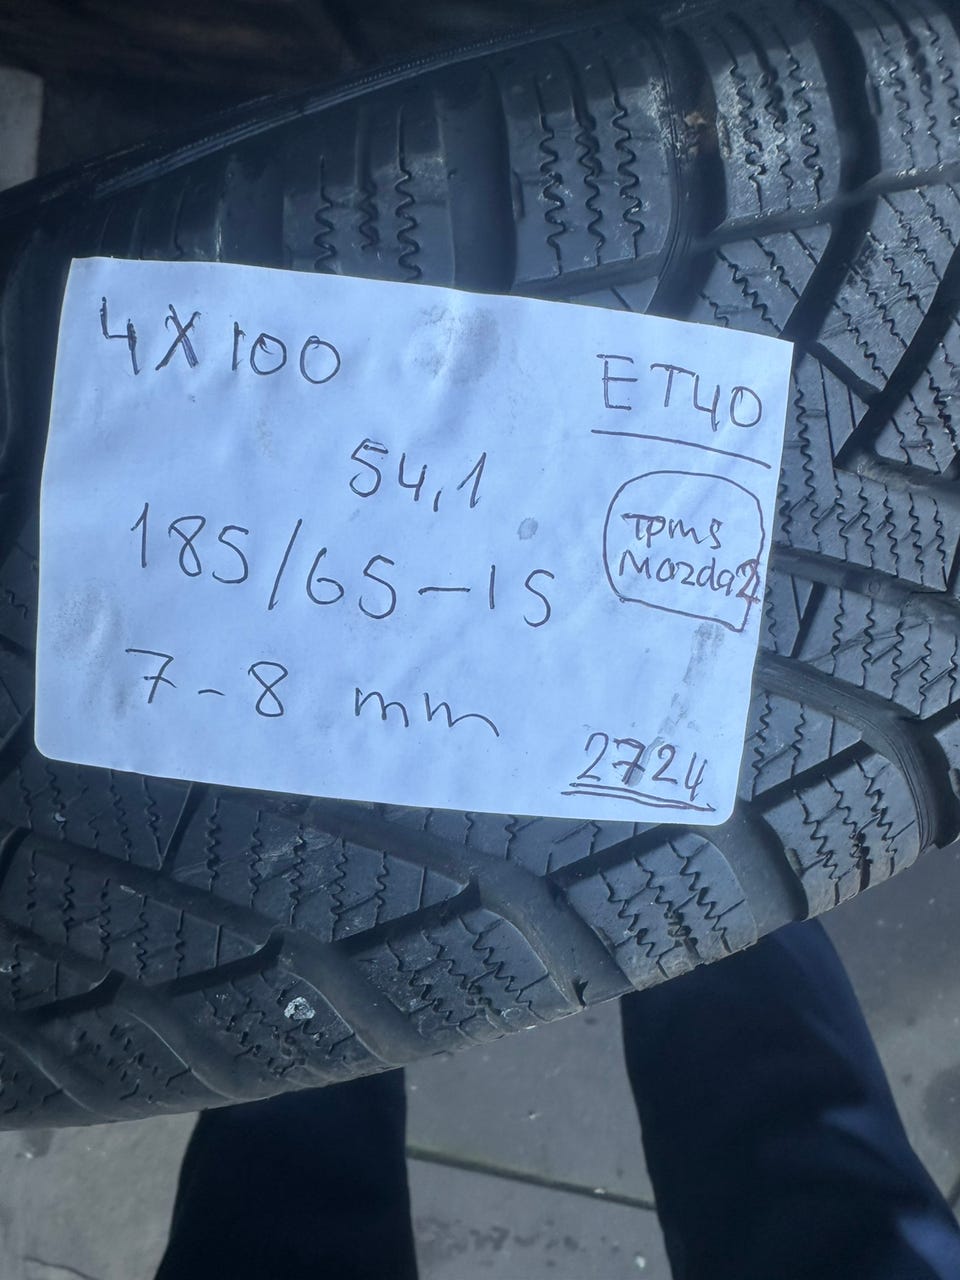 4X100
ET40
54,1
TPMS
Mazda2
185/65-15
7-8 mm
2724